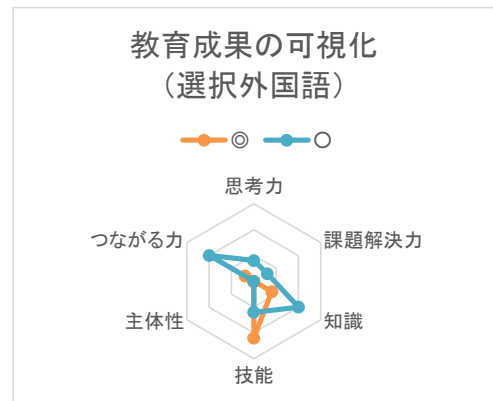 教育成果の可視化
（選択外国語）
◎ ○
思考力
つながる力 課題解決力
主体性 知識
技能